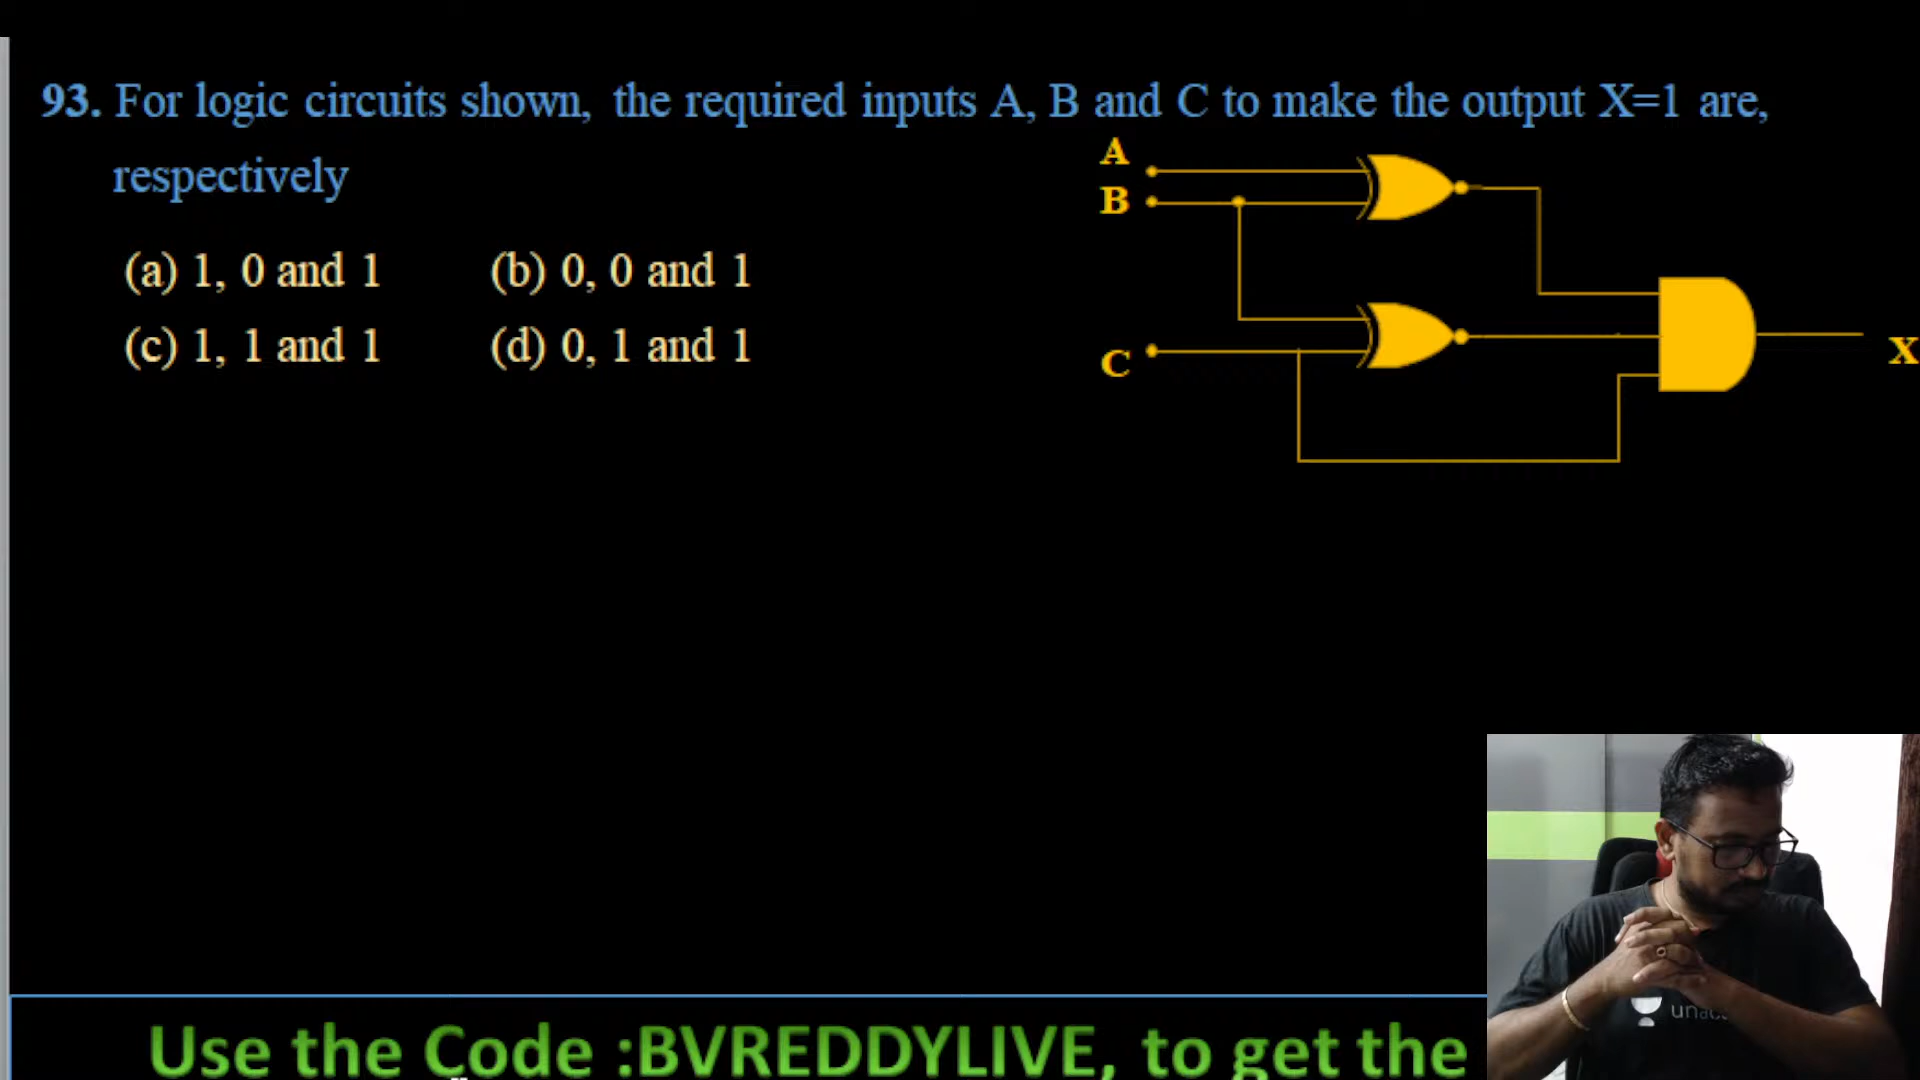 93. For logic circuits shown, the required inputs A, B and C to make the output X=1 are,
respectively
(a) 1, 0 and 1 (b) 0, 0 and 1
(c) 1, 1 and 1 (d) 0, 1 and 1
A
B
C
X
Use the Code :BVREDDYLIVE, to get the